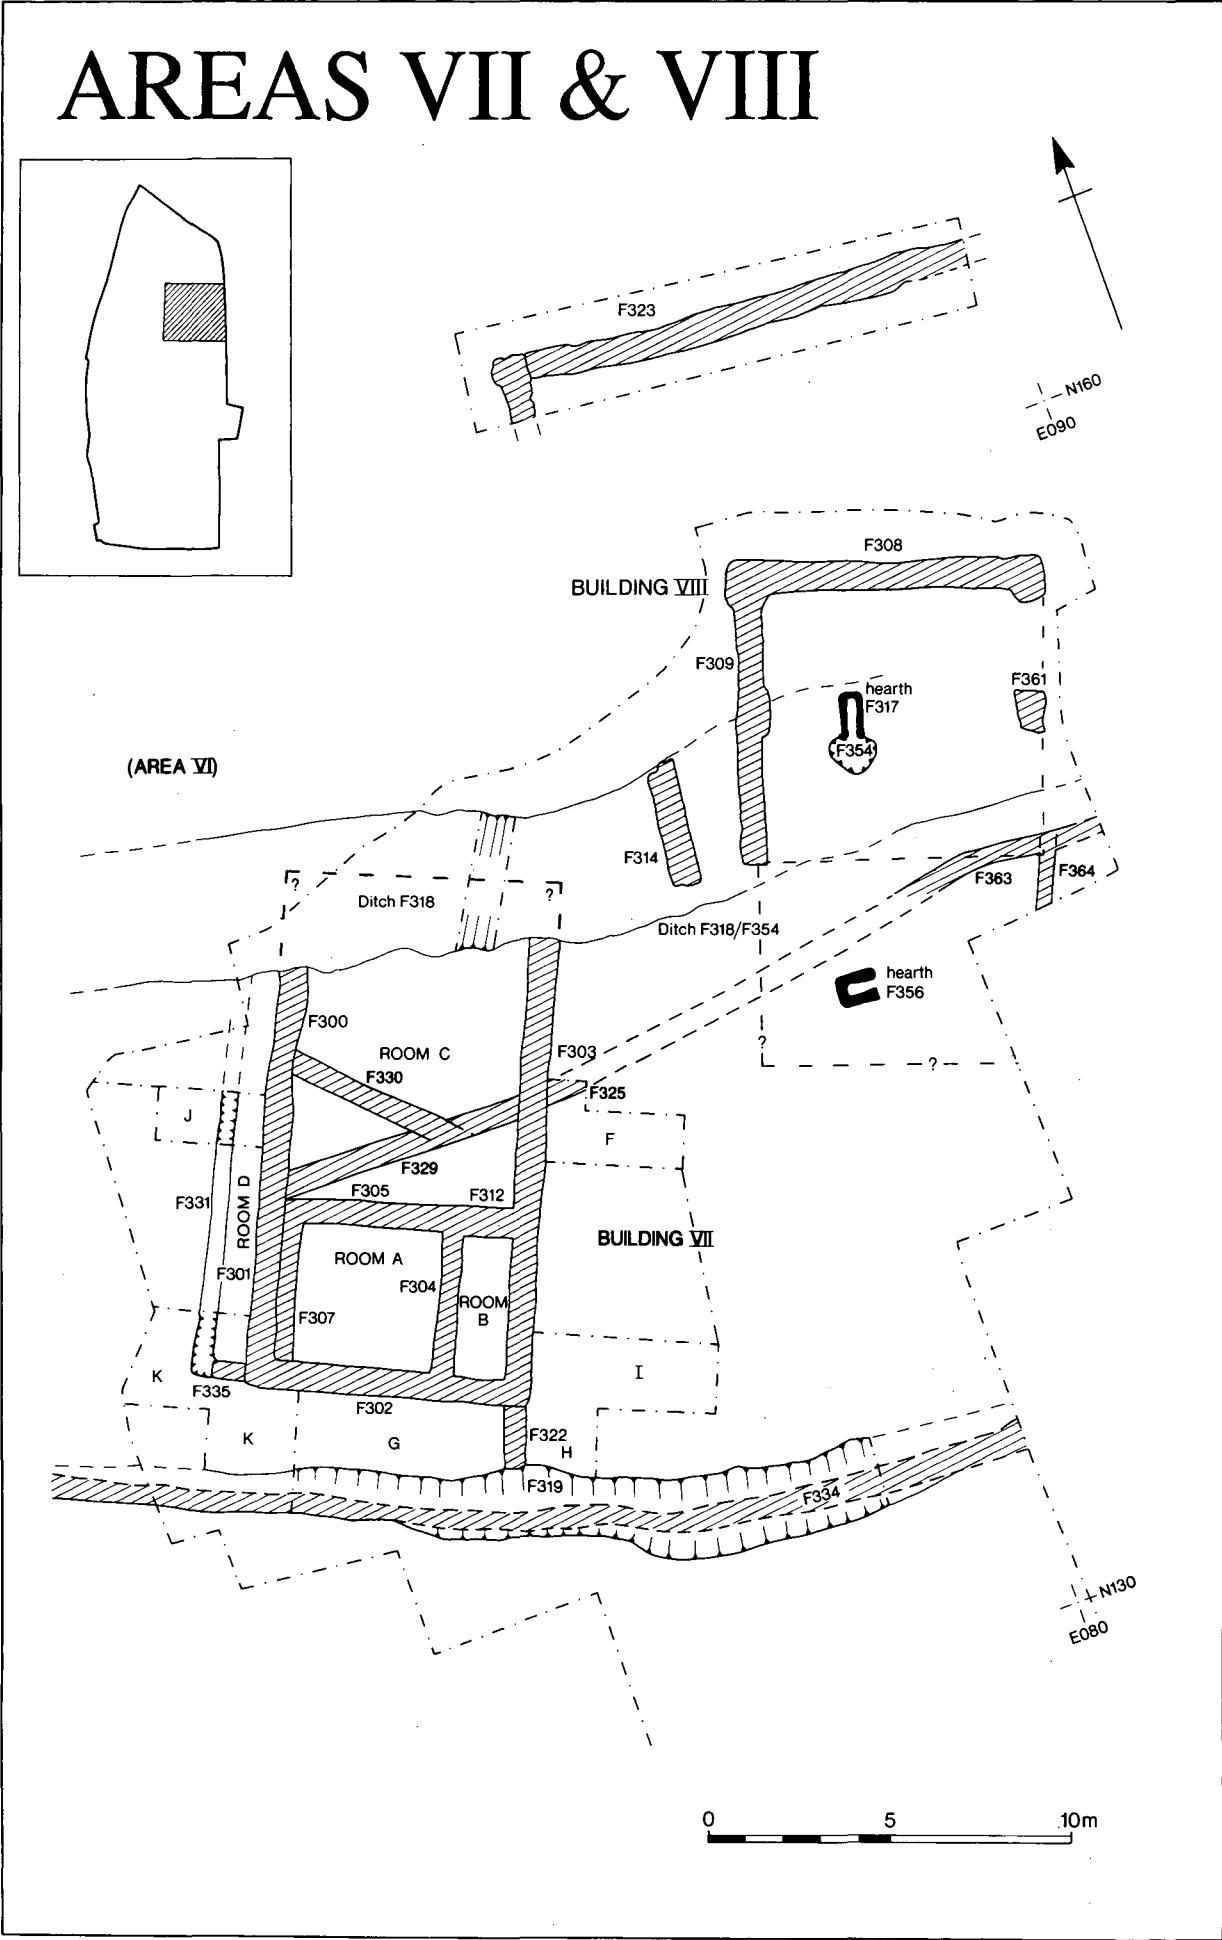 AREAS VII & VIII
F323
N160
E090
F308
BUILDING VIII
F309
F361
hearth
F317
F354
(AREA VI)
F314
F363
F364
?
?
Ditch F318
Ditch F318/F354
hearth
F356
F300
ROOM C
F303
?
?
F330
F325
J
F
F329
F331
ROOM D
F305
F312
BUILDING VII
ROOM A
F301
F304
ROOM
B
F307
K
I
F335
F302
K
G
F322
H
F319
F334
N130
E080
0
5
10m